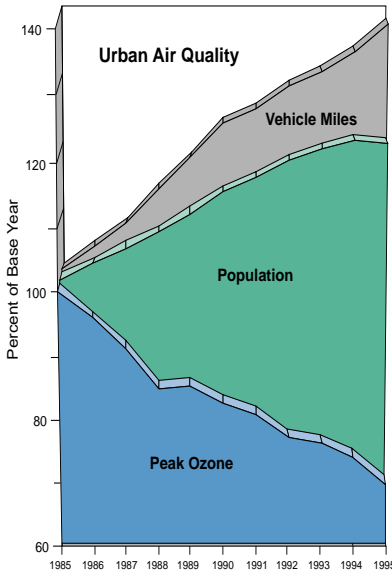 Urban Air Quality
Percent of Base Year
140
120
100
80
60
Vehicle Miles
Population
Peak Ozone
1985 1986 1987 1988 1989 1990 1991 1992 1993 1994 1995